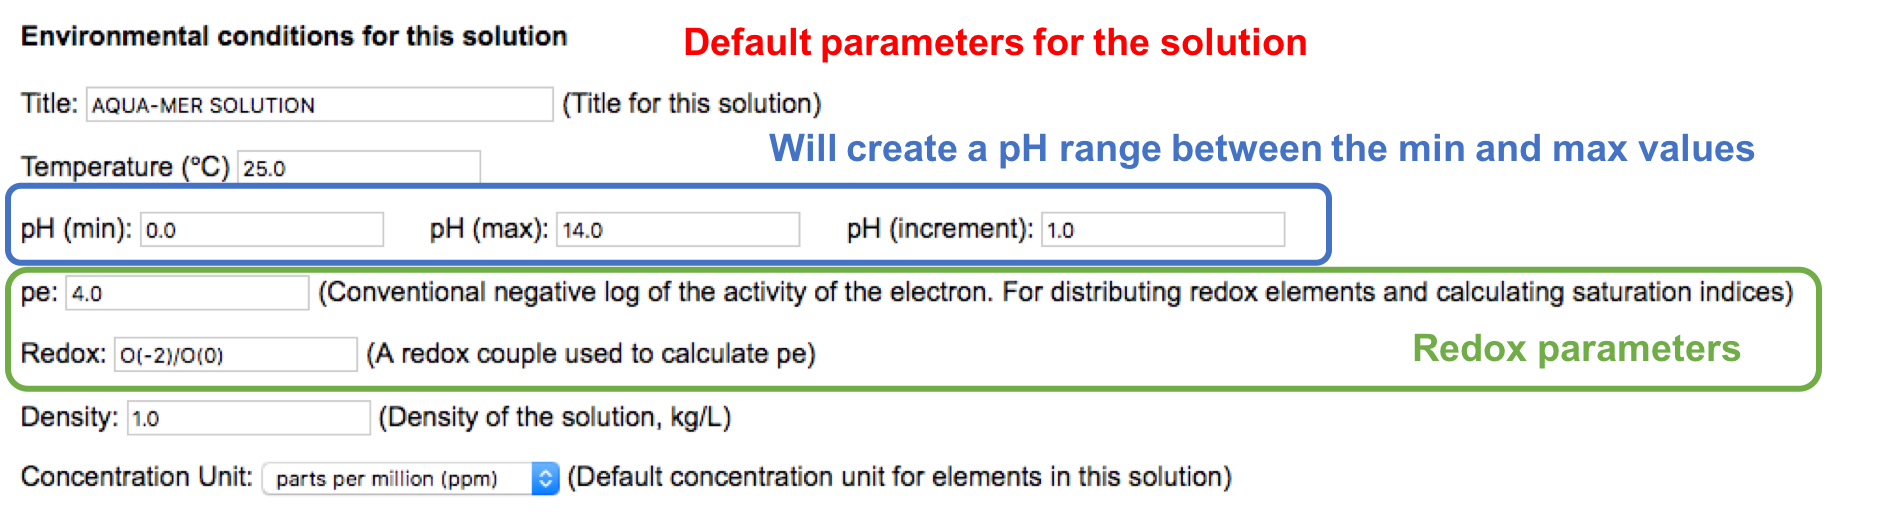 Environmental conditions for this solution
Default parameters for the solution
Title: AQUA-MER SOLUTION (Title for this solution)
Will create a pH range between the min and max values
Temperature (°C) 25.0
pH (min): 0.0 pH (max): 14.0 pH (increment): 1.0
pe: 4.0 (Conventional negative log of the activity of the electron. For distributing redox elements and calculating saturation indices)
Redox: O(-2)/O(0) (A redox couple used to calculate pe)
Redox parameters
Density: 1.0 (Density of the solution, kg/L)
Concentration Unit: parts per million (ppm) (Default concentration unit for elements in this solution)